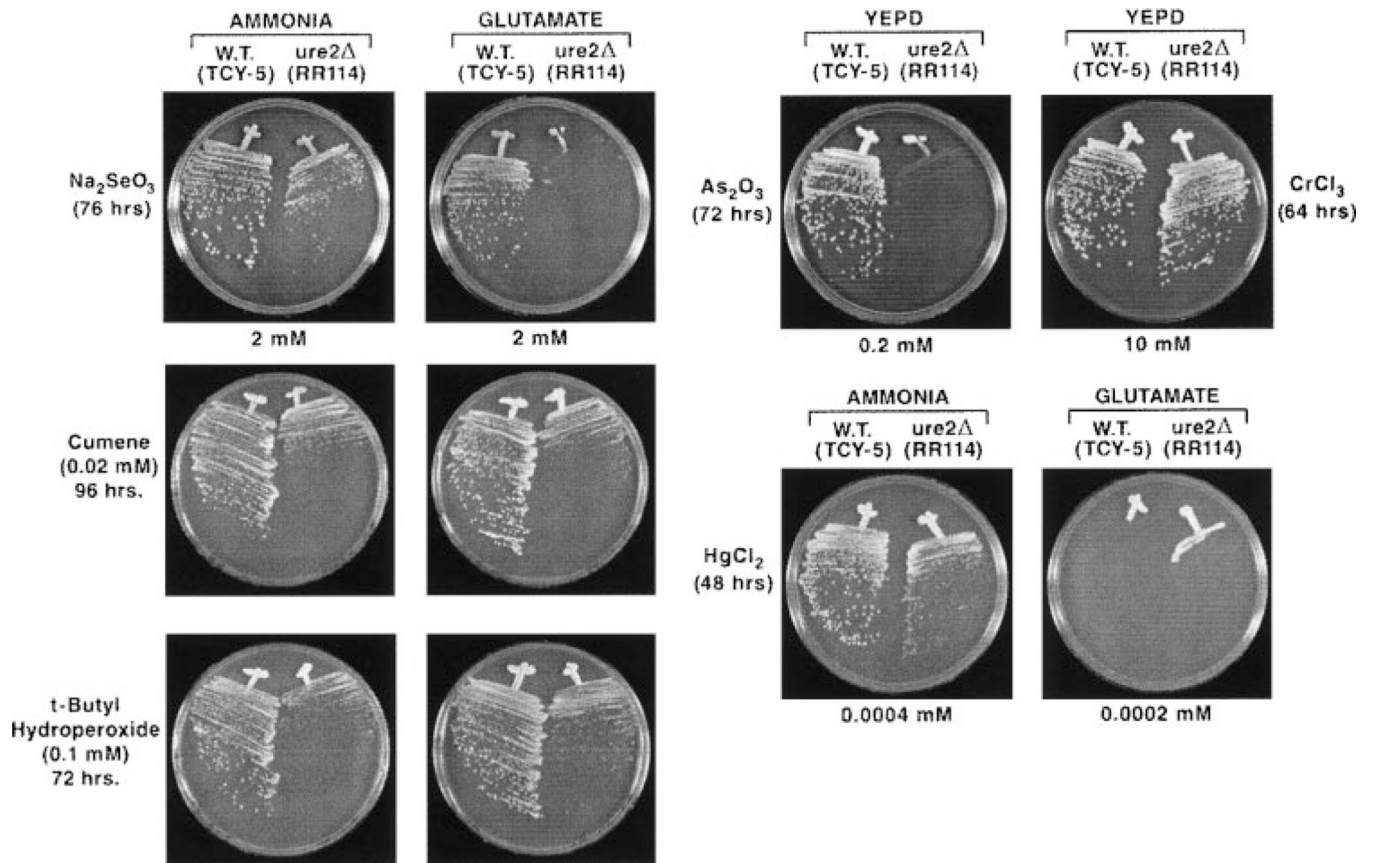 AMMONIA
W.T. ure2Δ
(TCY-5) (RR114)
GLUTAMATE
W.T. ure2Δ
(TCY-5) (RR114)
Na₂SeO₃
(76 hrs)
2 mM
2 mM
Cumene
(0.02 mM)
96 hrs.
t-Butyl
Hydroperoxide
(0.1 mM)
72 hrs.
YEPD
W.T. ure2Δ
(TCY-5) (RR114)
YEPD
W.T. ure2Δ
(TCY-5) (RR114)
As₂O₃
(72 hrs)
CrCl₃
(64 hrs)
0.2 mM
10 mM
AMMONIA
W.T. ure2Δ
(TCY-5) (RR114)
GLUTAMATE
W.T. ure2Δ
(TCY-5) (RR114)
HgCl₂
(48 hrs)
0.0004 mM
0.0002 mM